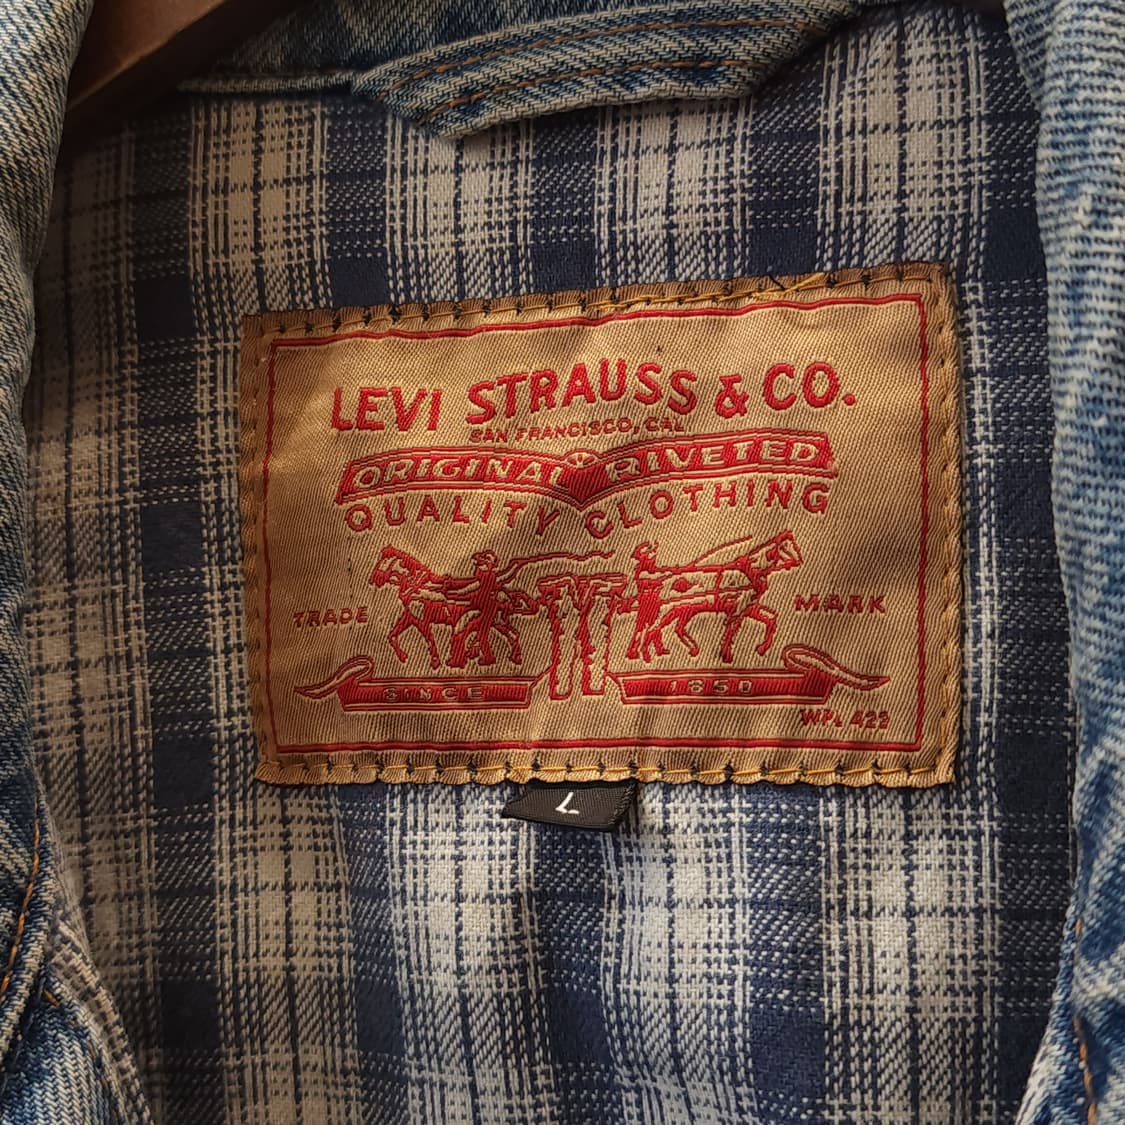 LEVI STRAUSS & CO.
SAN FRANCISCO, CAL
ORIGINAL RIVETED
QUALITY CLOTHING
TRADE MARK
SINCE 1850
WPL 423
L